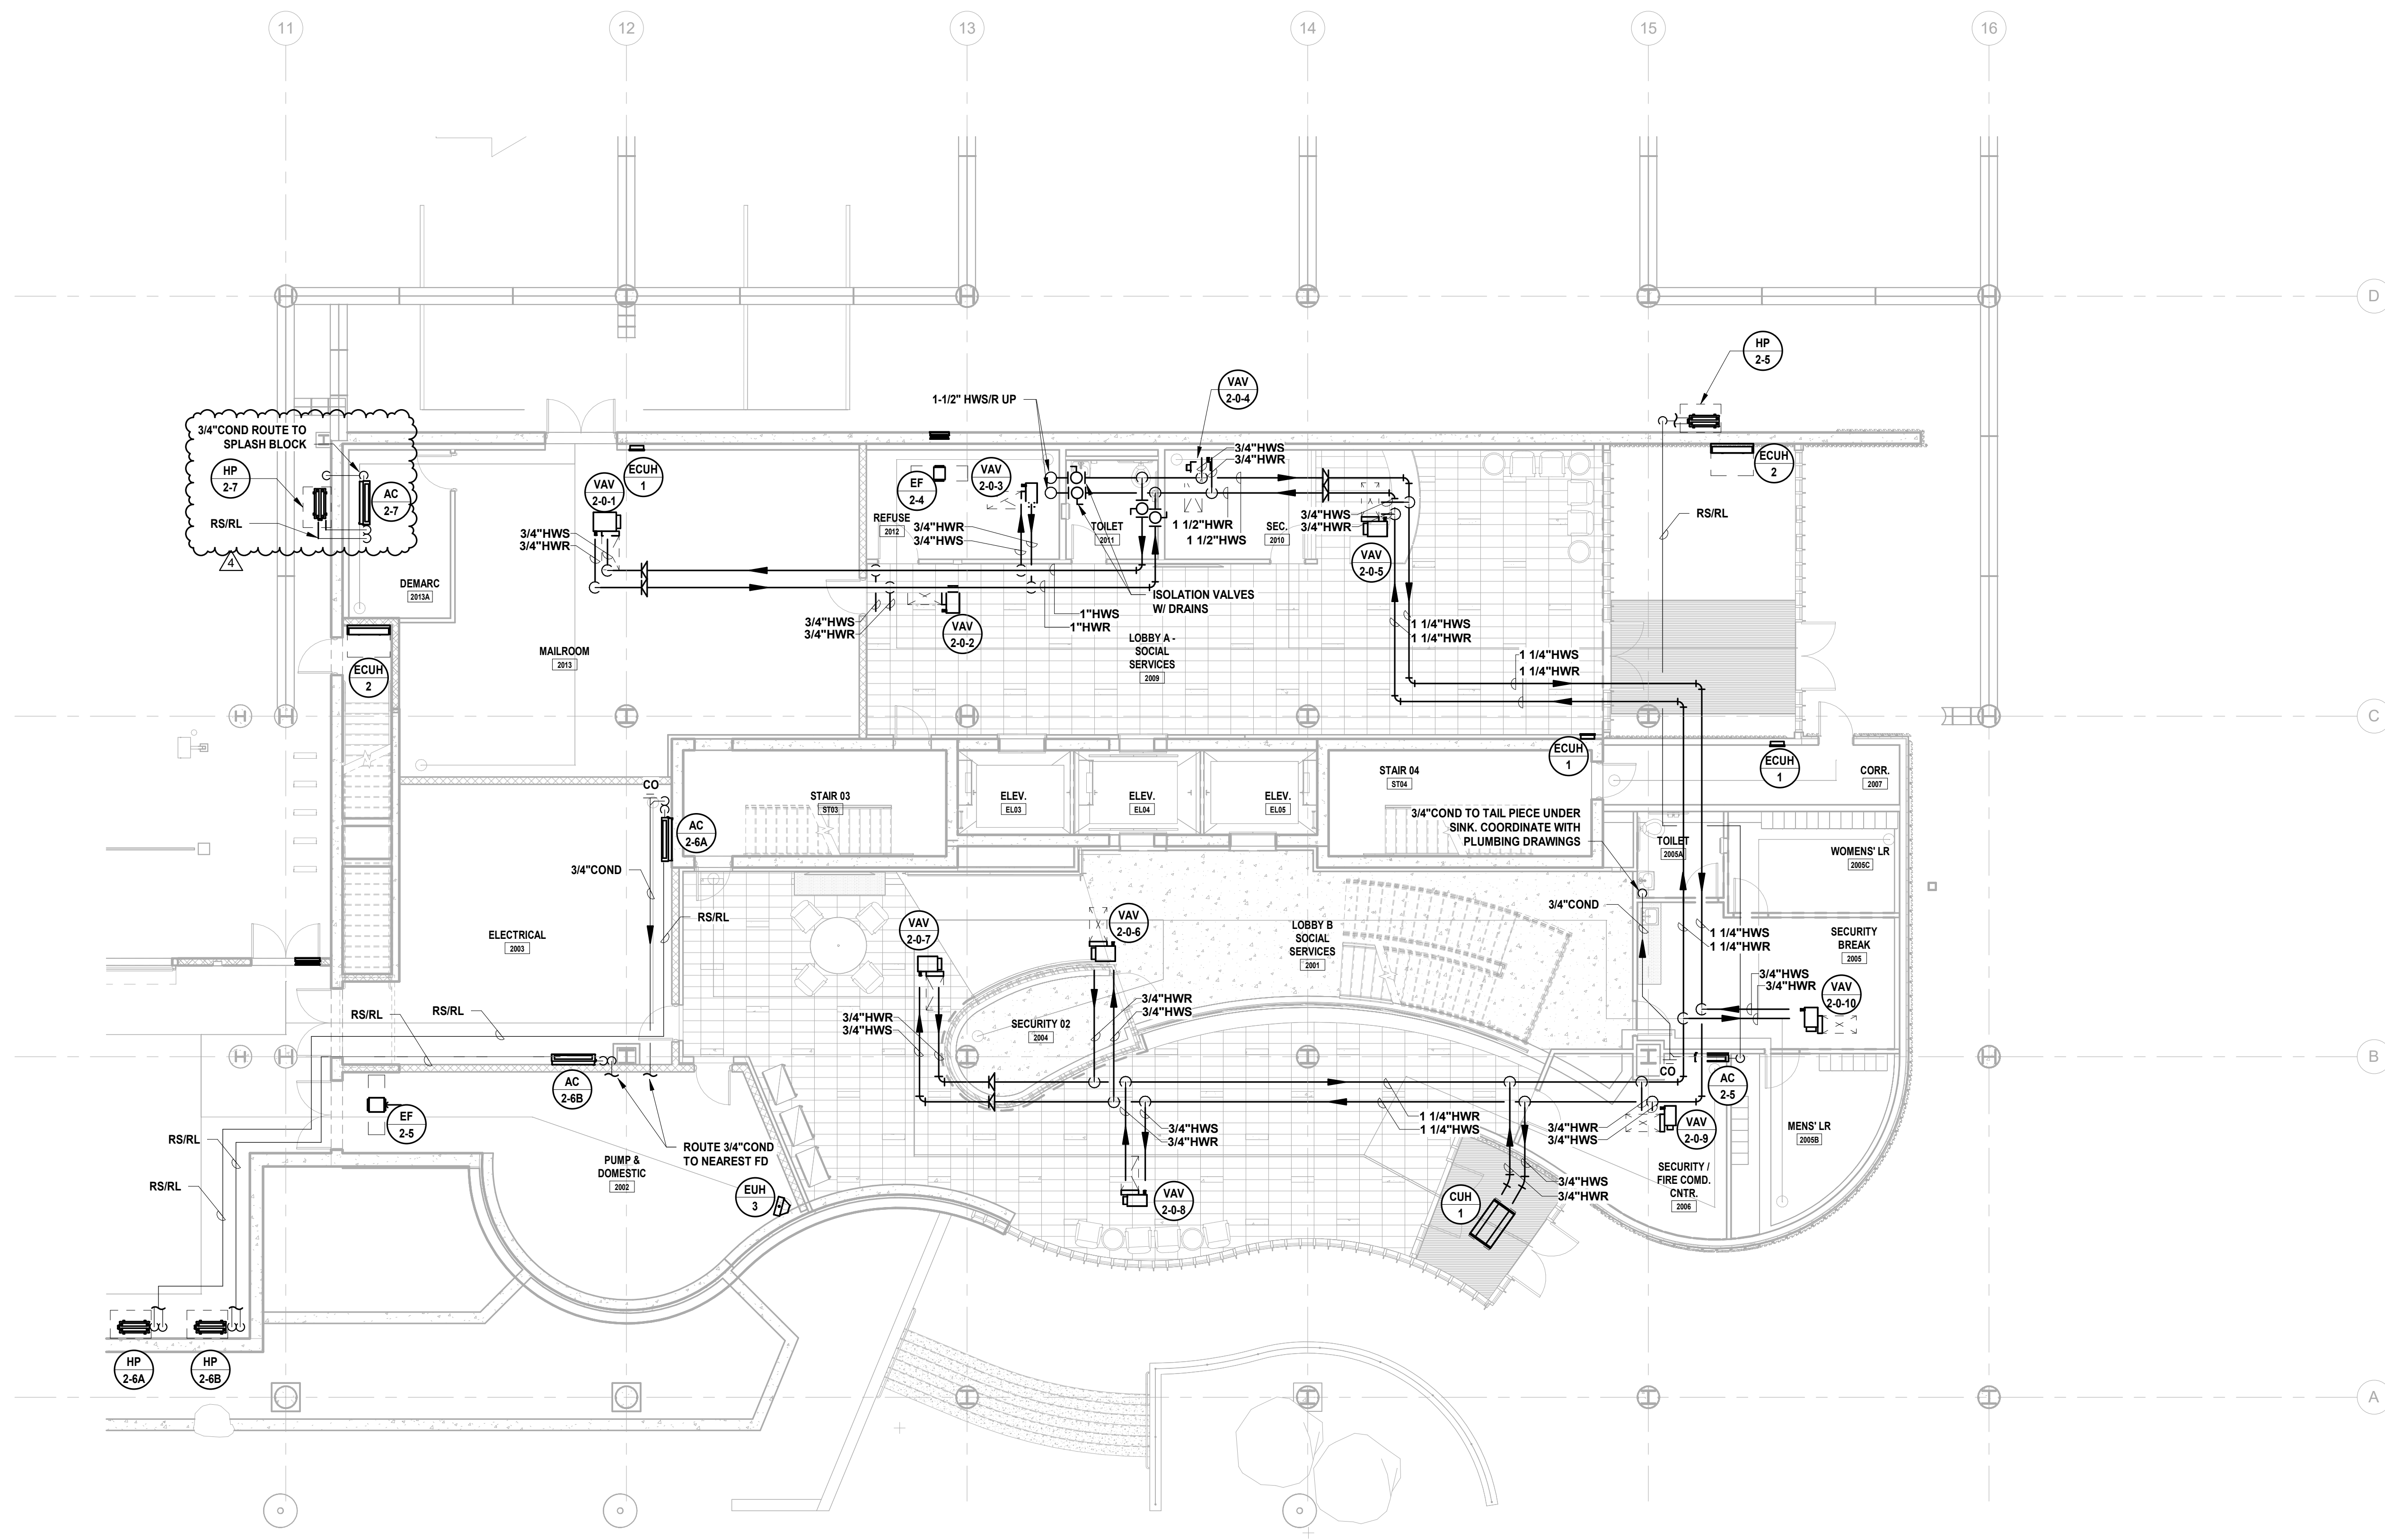 11
12
13
14
15
16
D
C
B
A
HP
2-5
VAV
2-0-4
1-1/2" HWS/R UP
3/4"COND ROUTE TO
SPLASH BLOCK
HP
2-7
AC
2-7
RS/RL
4
ECUH
1
VAV
2-0-1
3/4"HWS
3/4"HWR
EF
2-4
VAV
2-0-3
REFUSE
2012
3/4"HWR
3/4"HWS
TOILET
2011
3/4"HWS
3/4"HWR
1 1/2"HWR
1 1/2"HWS
SEC.
2010
3/4"HWS
3/4"HWR
VAV
2-0-5
ECUH
2
RS/RL
DEMARC
2013A
ISOLATION VALVES
W/ DRAINS
1"HWS
1"HWR
3/4"HWS
3/4"HWR
VAV
2-0-2
LOBBY A -
SOCIAL
SERVICES
2009
1 1/4"HWS
1 1/4"HWR
1 1/4"HWS
1 1/4"HWR
MAILROOM
2013
ECUH
2
ECUH
1
ECUH
1
CORR.
2007
CO
STAIR 03
ST03
ELEV.
EL03
ELEV.
EL04
ELEV.
EL05
STAIR 04
ST04
AC
2-6A
3/4"COND TO TAIL PIECE UNDER
SINK. COORDINATE WITH
PLUMBING DRAWINGS
TOILET
2005A
WOMENS' LR
2005C
3/4"COND
RS/RL
3/4"COND
ELECTRICAL
2003
VAV
2-0-7
VAV
2-0-6
LOBBY B
SOCIAL
SERVICES
2001
1 1/4"HWS
1 1/4"HWR
SECURITY
BREAK
2005
3/4"HWS
3/4"HWR
VAV
2-0-10
RS/RL
RS/RL
3/4"HWR
3/4"HWS
SECURITY 02
2004
3/4"HWR
3/4"HWS
CO
AC
2-5
AC
2-6B
EF
2-5
RS/RL
RS/RL
ROUTE 3/4"COND
TO NEAREST FD
PUMP &
DOMESTIC
2002
EUH
3
3/4"HWS
3/4"HWR
VAV
2-0-8
1 1/4"HWR
1 1/4"HWS
3/4"HWR
3/4"HWS
VAV
2-0-9
MENS' LR
2005B
SECURITY /
FIRE COMD.
CNTR.
2006
3/4"HWS
3/4"HWR
CUH
1
HP
2-6A
HP
2-6B